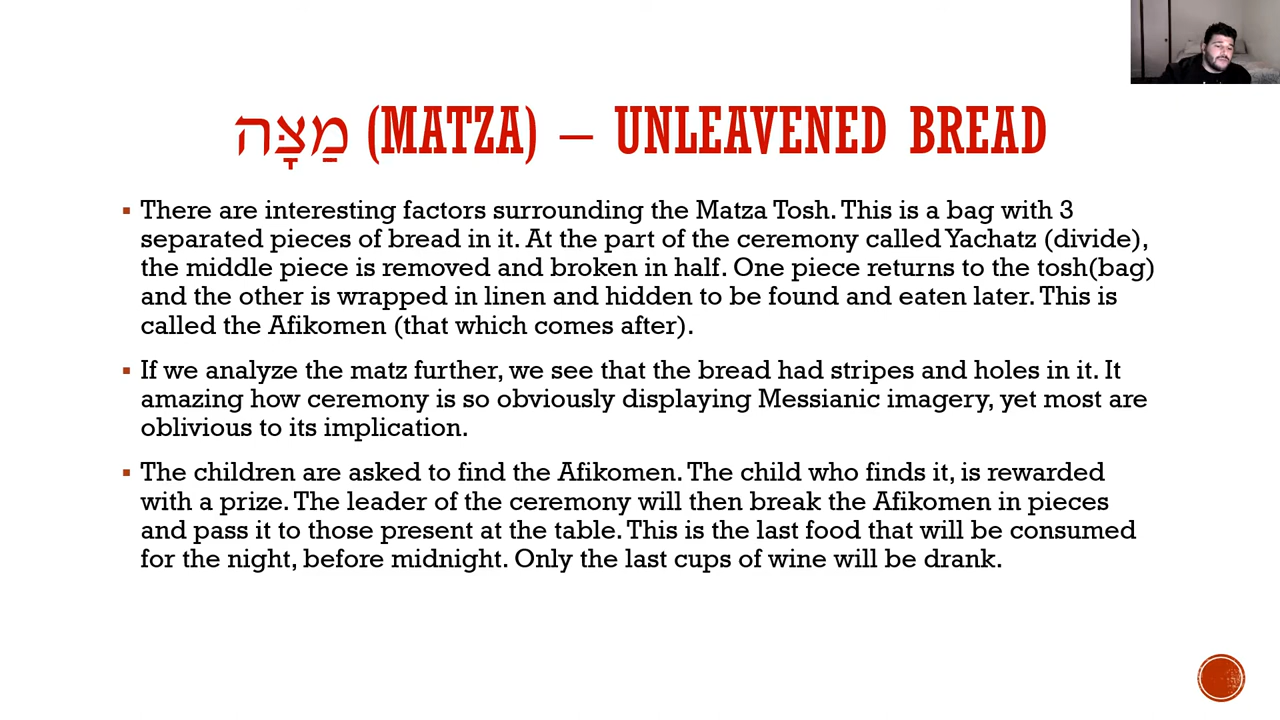 מַצָּה (MATZA) – UNLEAVENED BREAD
▪ There are interesting factors surrounding the Matza Tosh. This is a bag with 3
separated pieces of bread in it. At the part of the ceremony called Yachatz (divide),
the middle piece is removed and broken in half. One piece returns to the tosh(bag)
and the other is wrapped in linen and hidden to be found and eaten later. This is
called the Afikomen (that which comes after).
▪ If we analyze the matz further, we see that the bread had stripes and holes in it. It
amazing how ceremony is so obviously displaying Messianic imagery, yet most are
oblivious to its implication.
▪ The children are asked to find the Afikomen. The child who finds it, is rewarded
with a prize. The leader of the ceremony will then break the Afikomen in pieces
and pass it to those present at the table. This is the last food that will be consumed
for the night, before midnight. Only the last cups of wine will be drank.